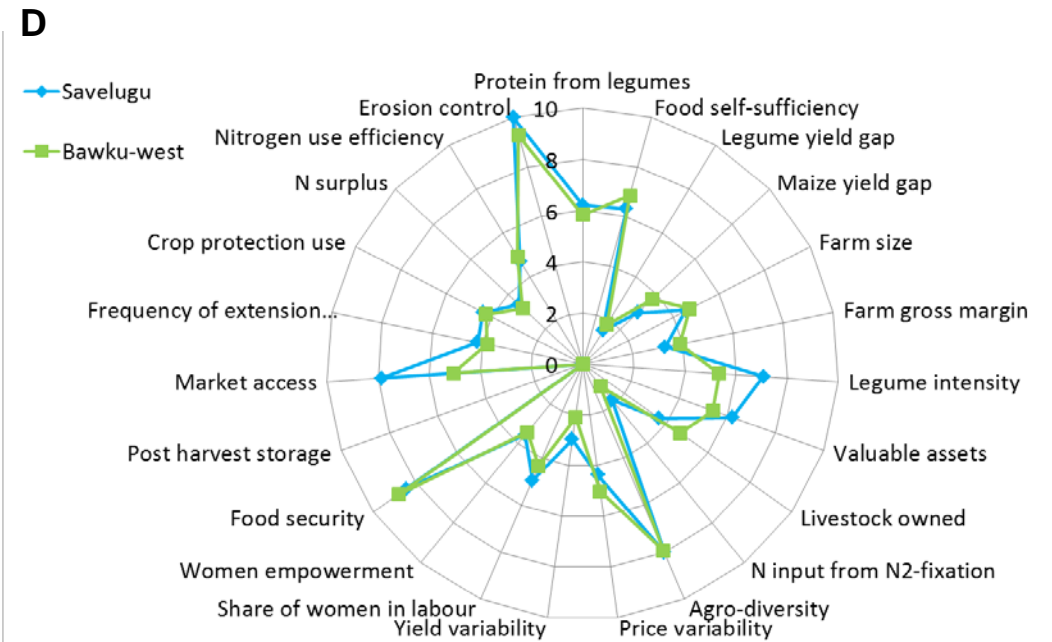 D
Savelugu
Bawku-west
Protein from legumes
Food self-sufficiency
Legume yield gap
Maize yield gap
Farm size
Farm gross margin
Legume intensity
Valuable assets
Livestock owned
N input from N2-fixation
Agro-diversity
Price variability
Yield variability
Share of women in labour
Women empowerment
Food security
Post harvest storage
Market access
Frequency of extension...
Crop protection use
N surplus
Nitrogen use efficiency
Erosion control
10
8
6
4
2
0